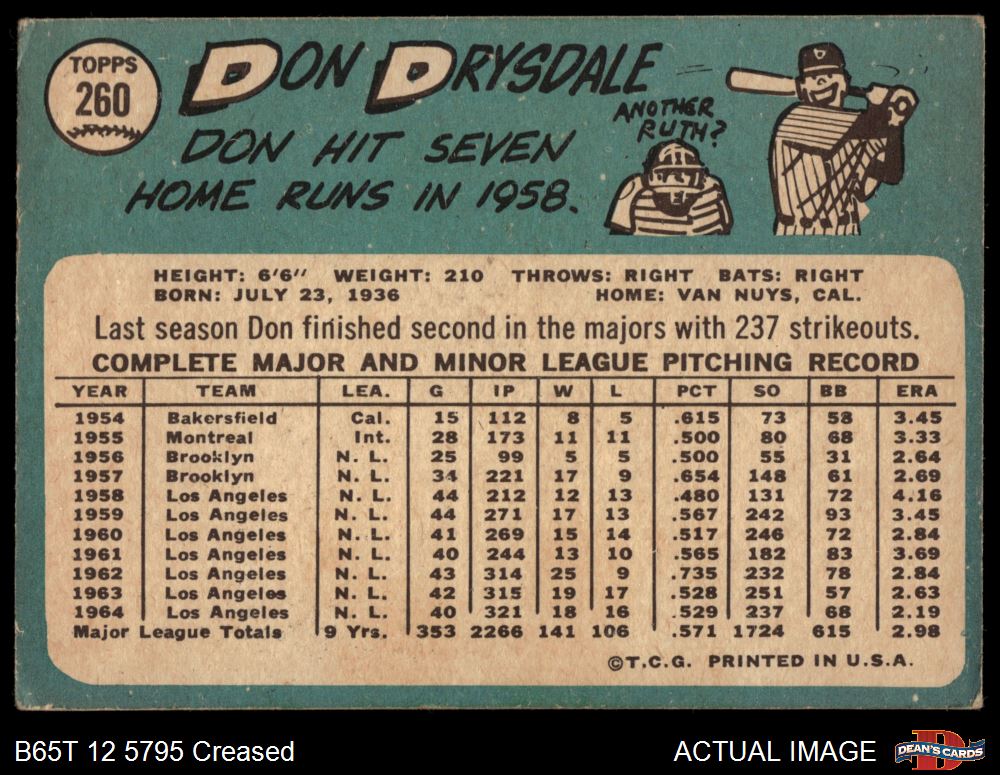 TOPPS
260
DON DRYSDALE
DON HIT SEVEN
HOME RUNS IN 1958.
ANOTHER
RUTH?
HEIGHT: 6'6" WEIGHT: 210 THROWS: RIGHT BATS: RIGHT
BORN: JULY 23, 1936 HOME: VAN NUYS, CAL.
Last season Don finished second in the majors with 237 strikeouts.
COMPLETE MAJOR AND MINOR LEAGUE PITCHING RECORD
YEAR TEAM LEA. G IP W L PCT SO BB ERA
1954 Bakersfield Cal. 15 112 8 5 .615 73 58 3.45
1955 Montreal Int. 28 173 11 11 .500 80 68 3.33
1956 Brooklyn N. L. 25 99 5 5 .500 55 31 2.64
1957 Brooklyn N. L. 34 221 17 9 .654 148 61 2.69
1958 Los Angeles N. L. 44 212 12 13 .480 131 72 4.16
1959 Los Angeles N. L. 44 271 17 13 .567 242 93 3.45
1960 Los Angeles N. L. 41 269 15 14 .517 246 72 2.84
1961 Los Angeles N. L. 40 244 13 10 .565 182 83 3.69
1962 Los Angeles N. L. 43 314 25 9 .735 232 78 2.84
1963 Los Angeles N. L. 42 315 19 17 .528 251 57 2.63
1964 Los Angeles N. L. 40 321 18 16 .529 237 68 2.19
Major League Totals 9 Yrs. 353 2266 141 106 .571 1724 615 2.98
©T.C.G. PRINTED IN U.S.A.
B65T 12 5795 Creased ACTUAL IMAGE DEAN'S CARDS